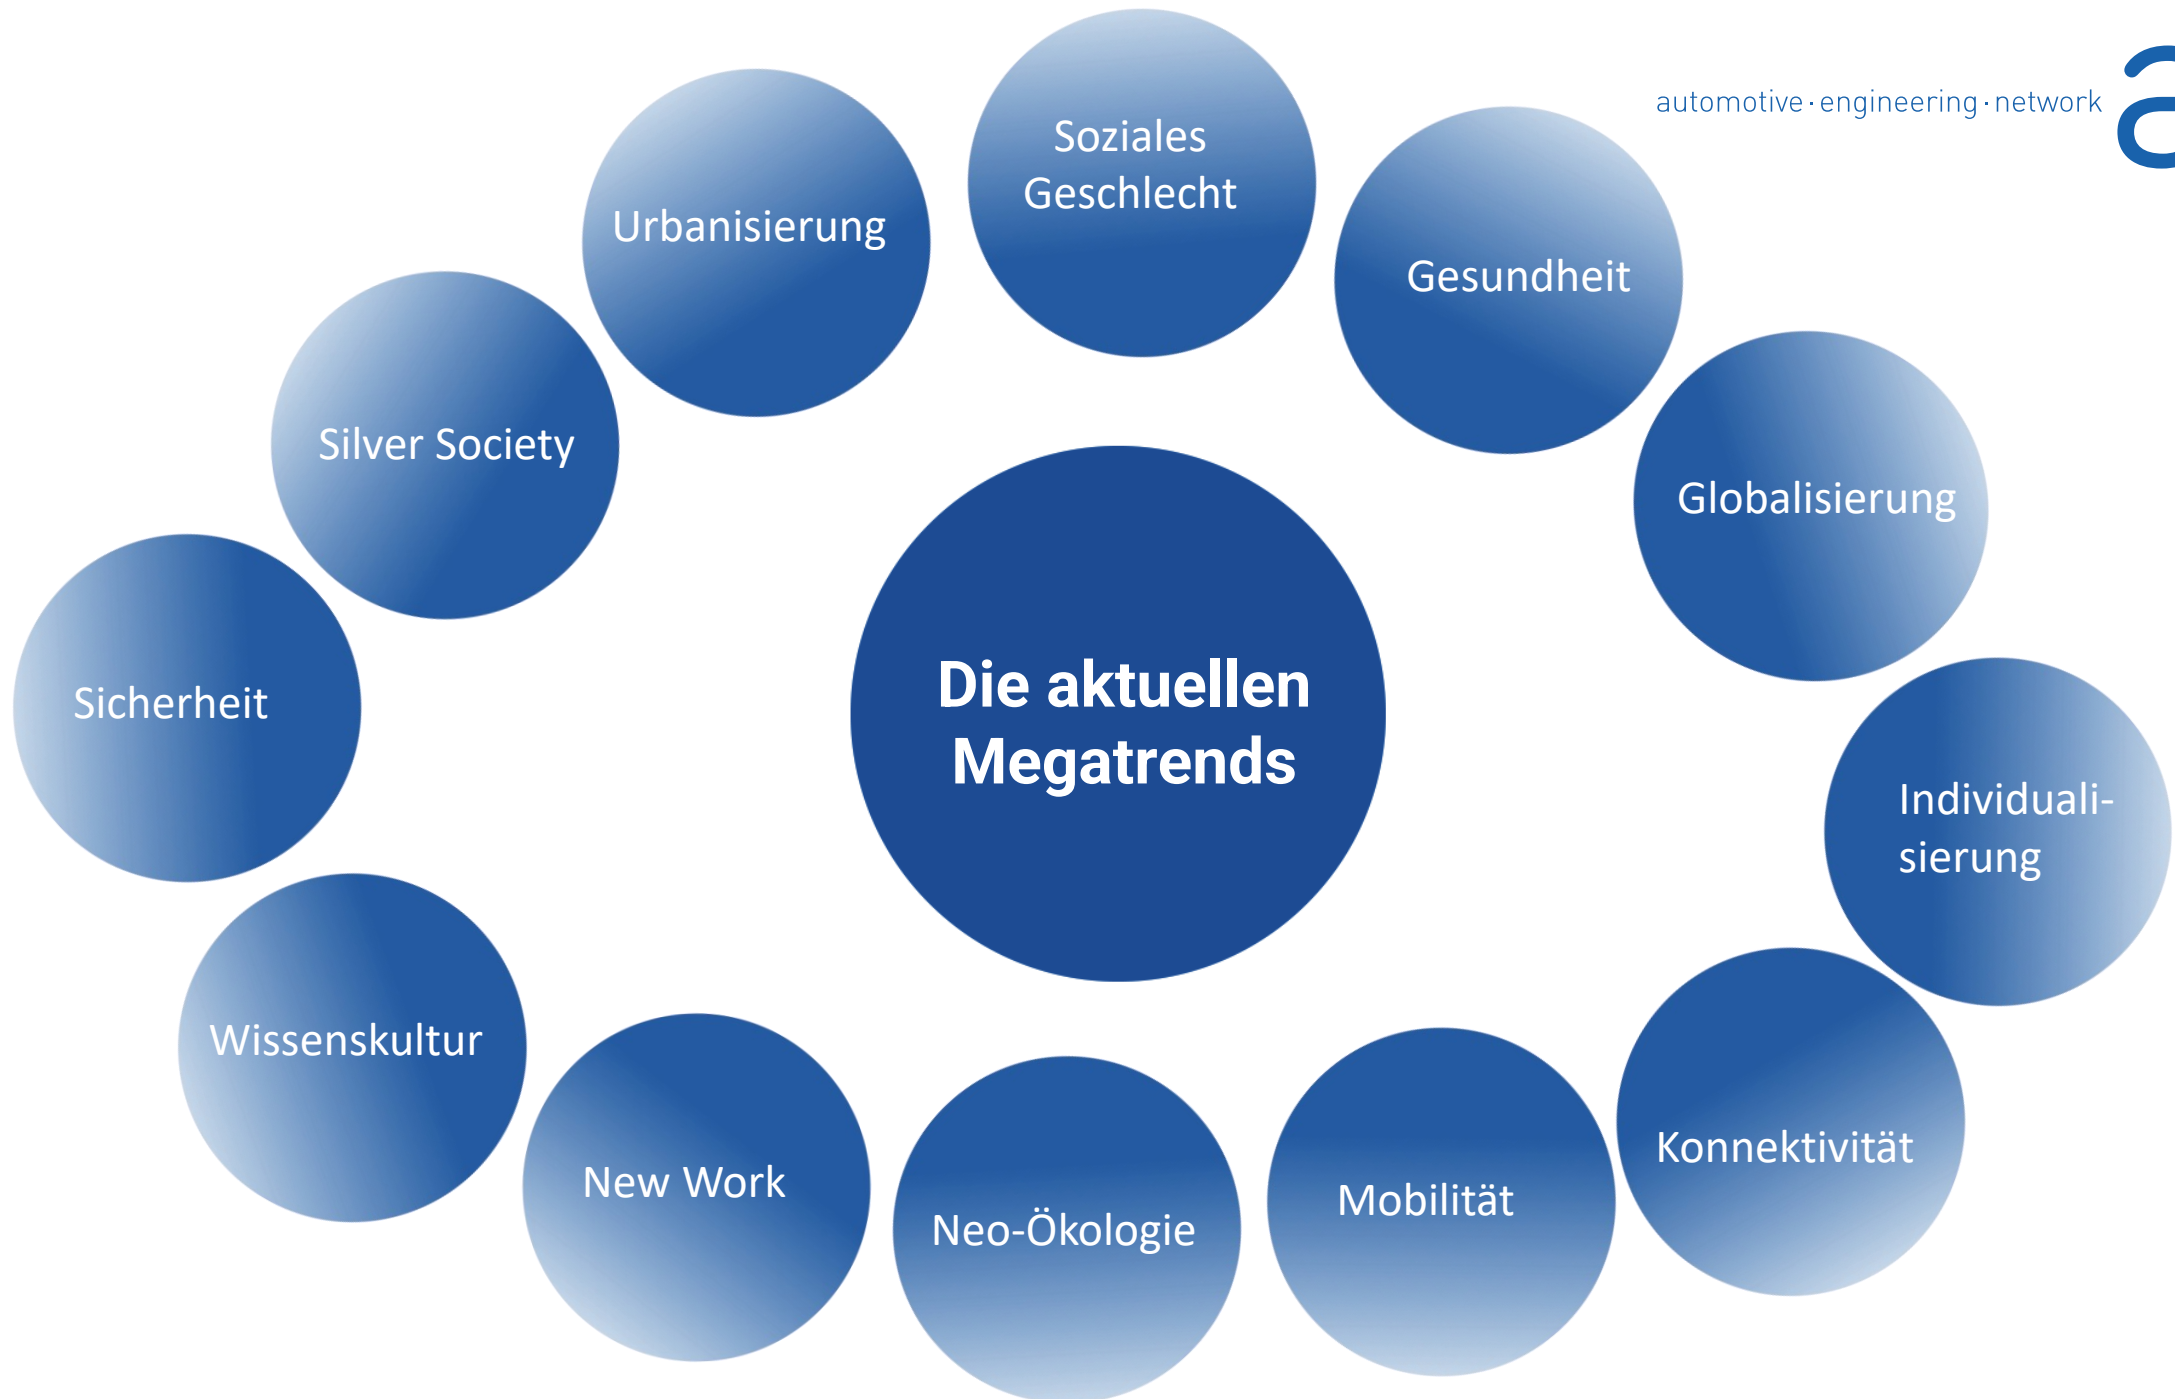 automotive · engineering · network
Soziales
Geschlecht
Urbanisierung
Gesundheit
Silver Society
Globalisierung
Die aktuellen
Megatrends
Sicherheit
Individuali-
sierung
Wissenskultur
Konnektivität
New Work
Mobilität
Neo-Ökologie